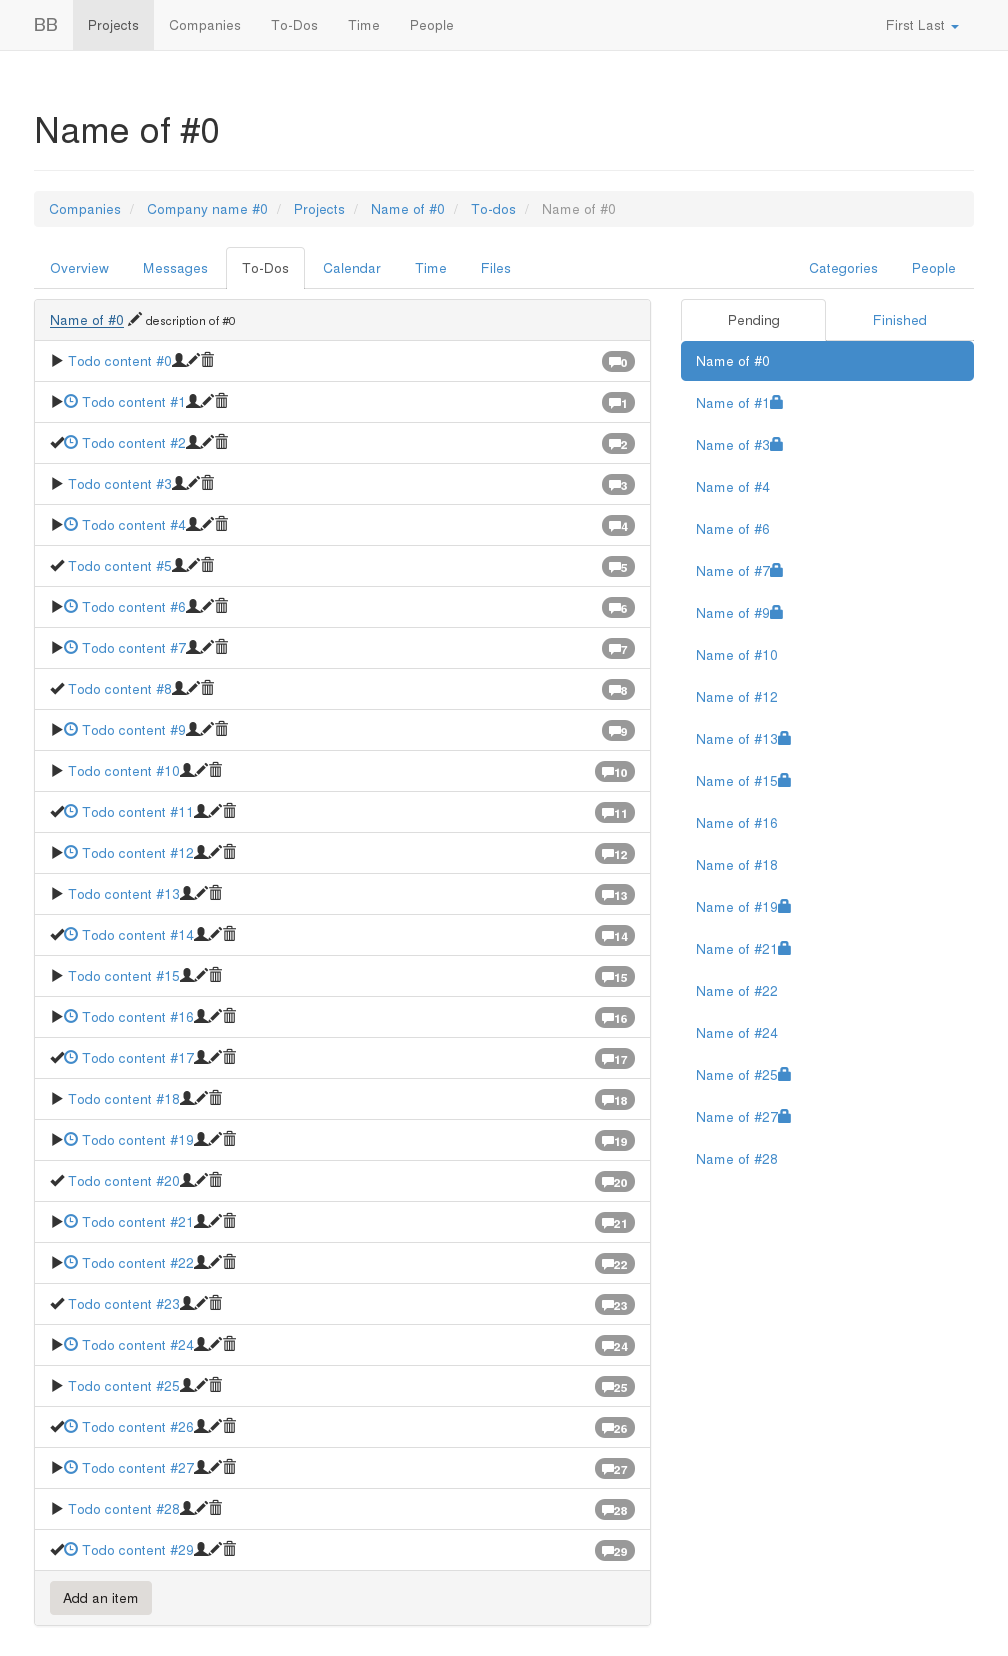 BB Projects Companies To-Dos Time People First Last
Name of #0
Companies / Company name #0 / Projects / Name of #0 / To-dos / Name of #0
Overview Messages To-Dos Calendar Time Files Categories People
Name of #0 description of #0
Todo content #0 0
Todo content #1 1
Todo content #2 2
Todo content #3 3
Todo content #4 4
Todo content #5 5
Todo content #6 6
Todo content #7 7
Todo content #8 8
Todo content #9 9
Todo content #10 10
Todo content #11 11
Todo content #12 12
Todo content #13 13
Todo content #14 14
Todo content #15 15
Todo content #16 16
Todo content #17 17
Todo content #18 18
Todo content #19 19
Todo content #20 20
Todo content #21 21
Todo content #22 22
Todo content #23 23
Todo content #24 24
Todo content #25 25
Todo content #26 26
Todo content #27 27
Todo content #28 28
Todo content #29 29
Add an item
Pending Finished
Name of #0
Name of #1
Name of #3
Name of #4
Name of #6
Name of #7
Name of #9
Name of #10
Name of #12
Name of #13
Name of #15
Name of #16
Name of #18
Name of #19
Name of #21
Name of #22
Name of #24
Name of #25
Name of #27
Name of #28